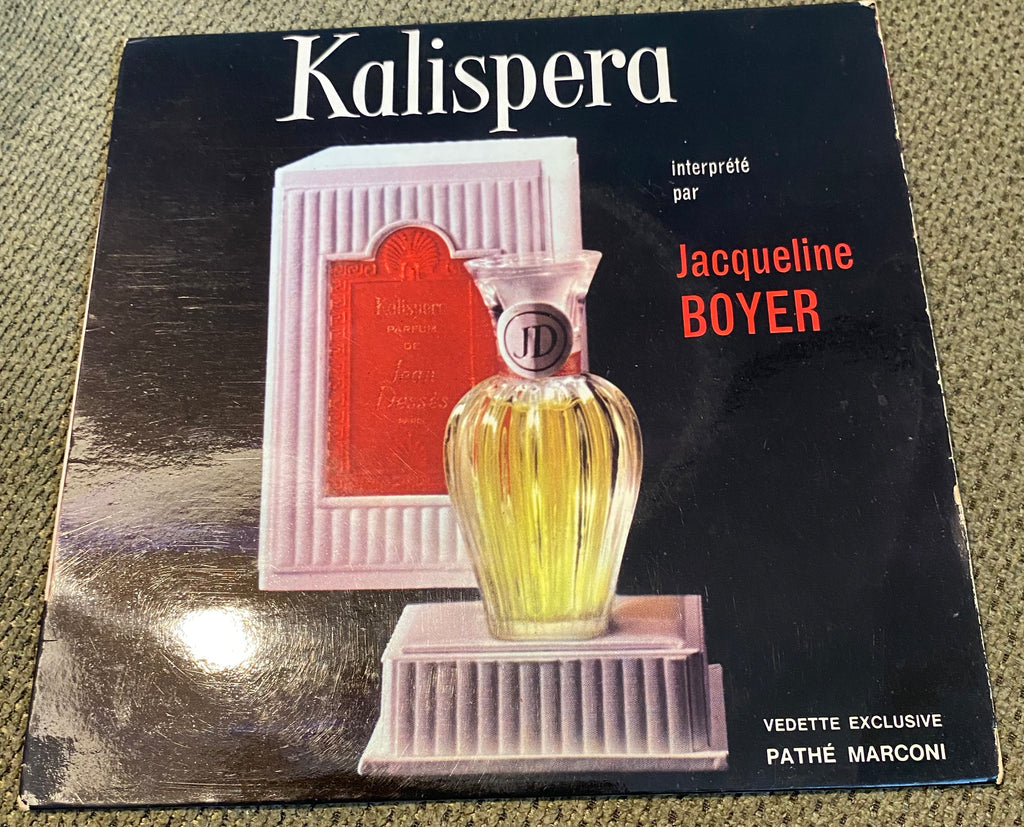 Kalispera
interprété
par
Jacqueline
BOYER
Kalispera
PARFUM
DE
Jean
Dessès
JD
VEDETTE EXCLUSIVE
PATHÉ MARCONI